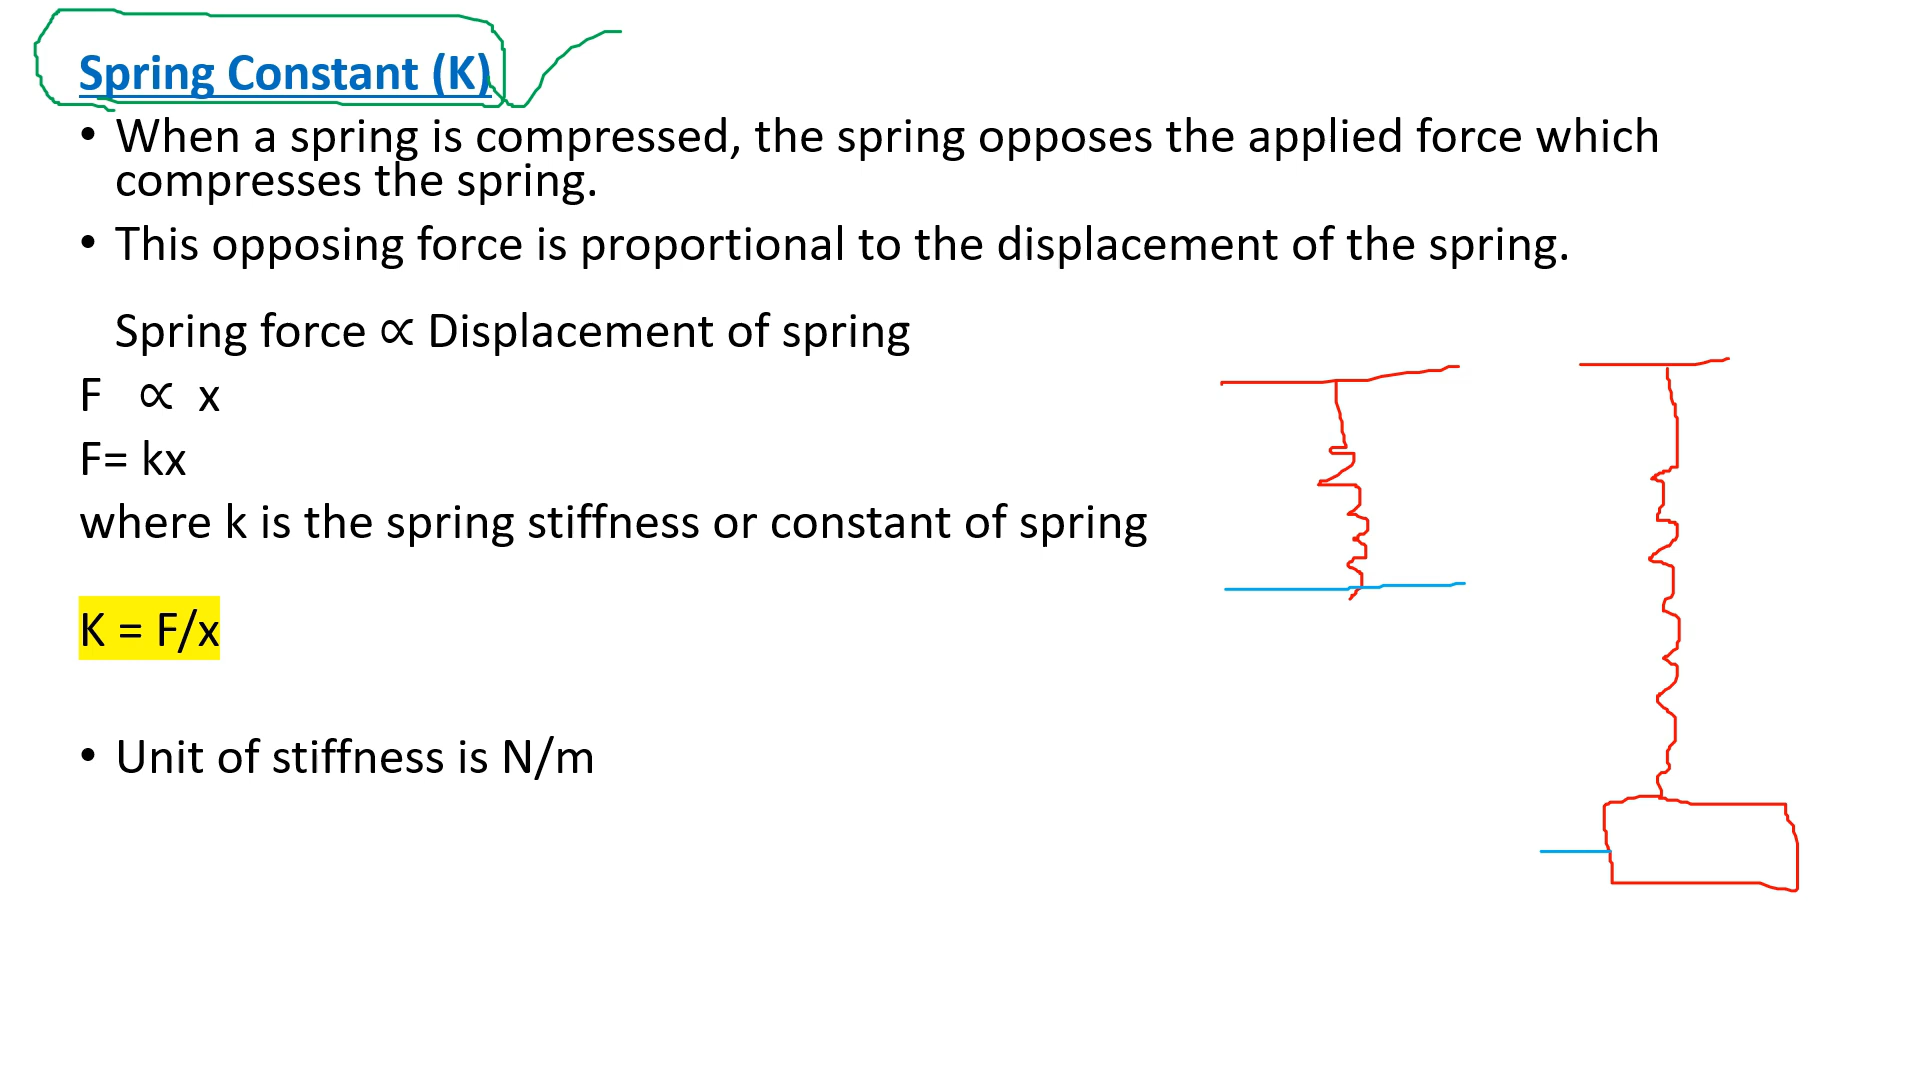 Spring Constant (K)
• When a spring is compressed, the spring opposes the applied force which
compresses the spring.
• This opposing force is proportional to the displacement of the spring.
Spring force ∝ Displacement of spring
F ∝ x
F= kx
where k is the spring stiffness or constant of spring
K = F/x
• Unit of stiffness is N/m